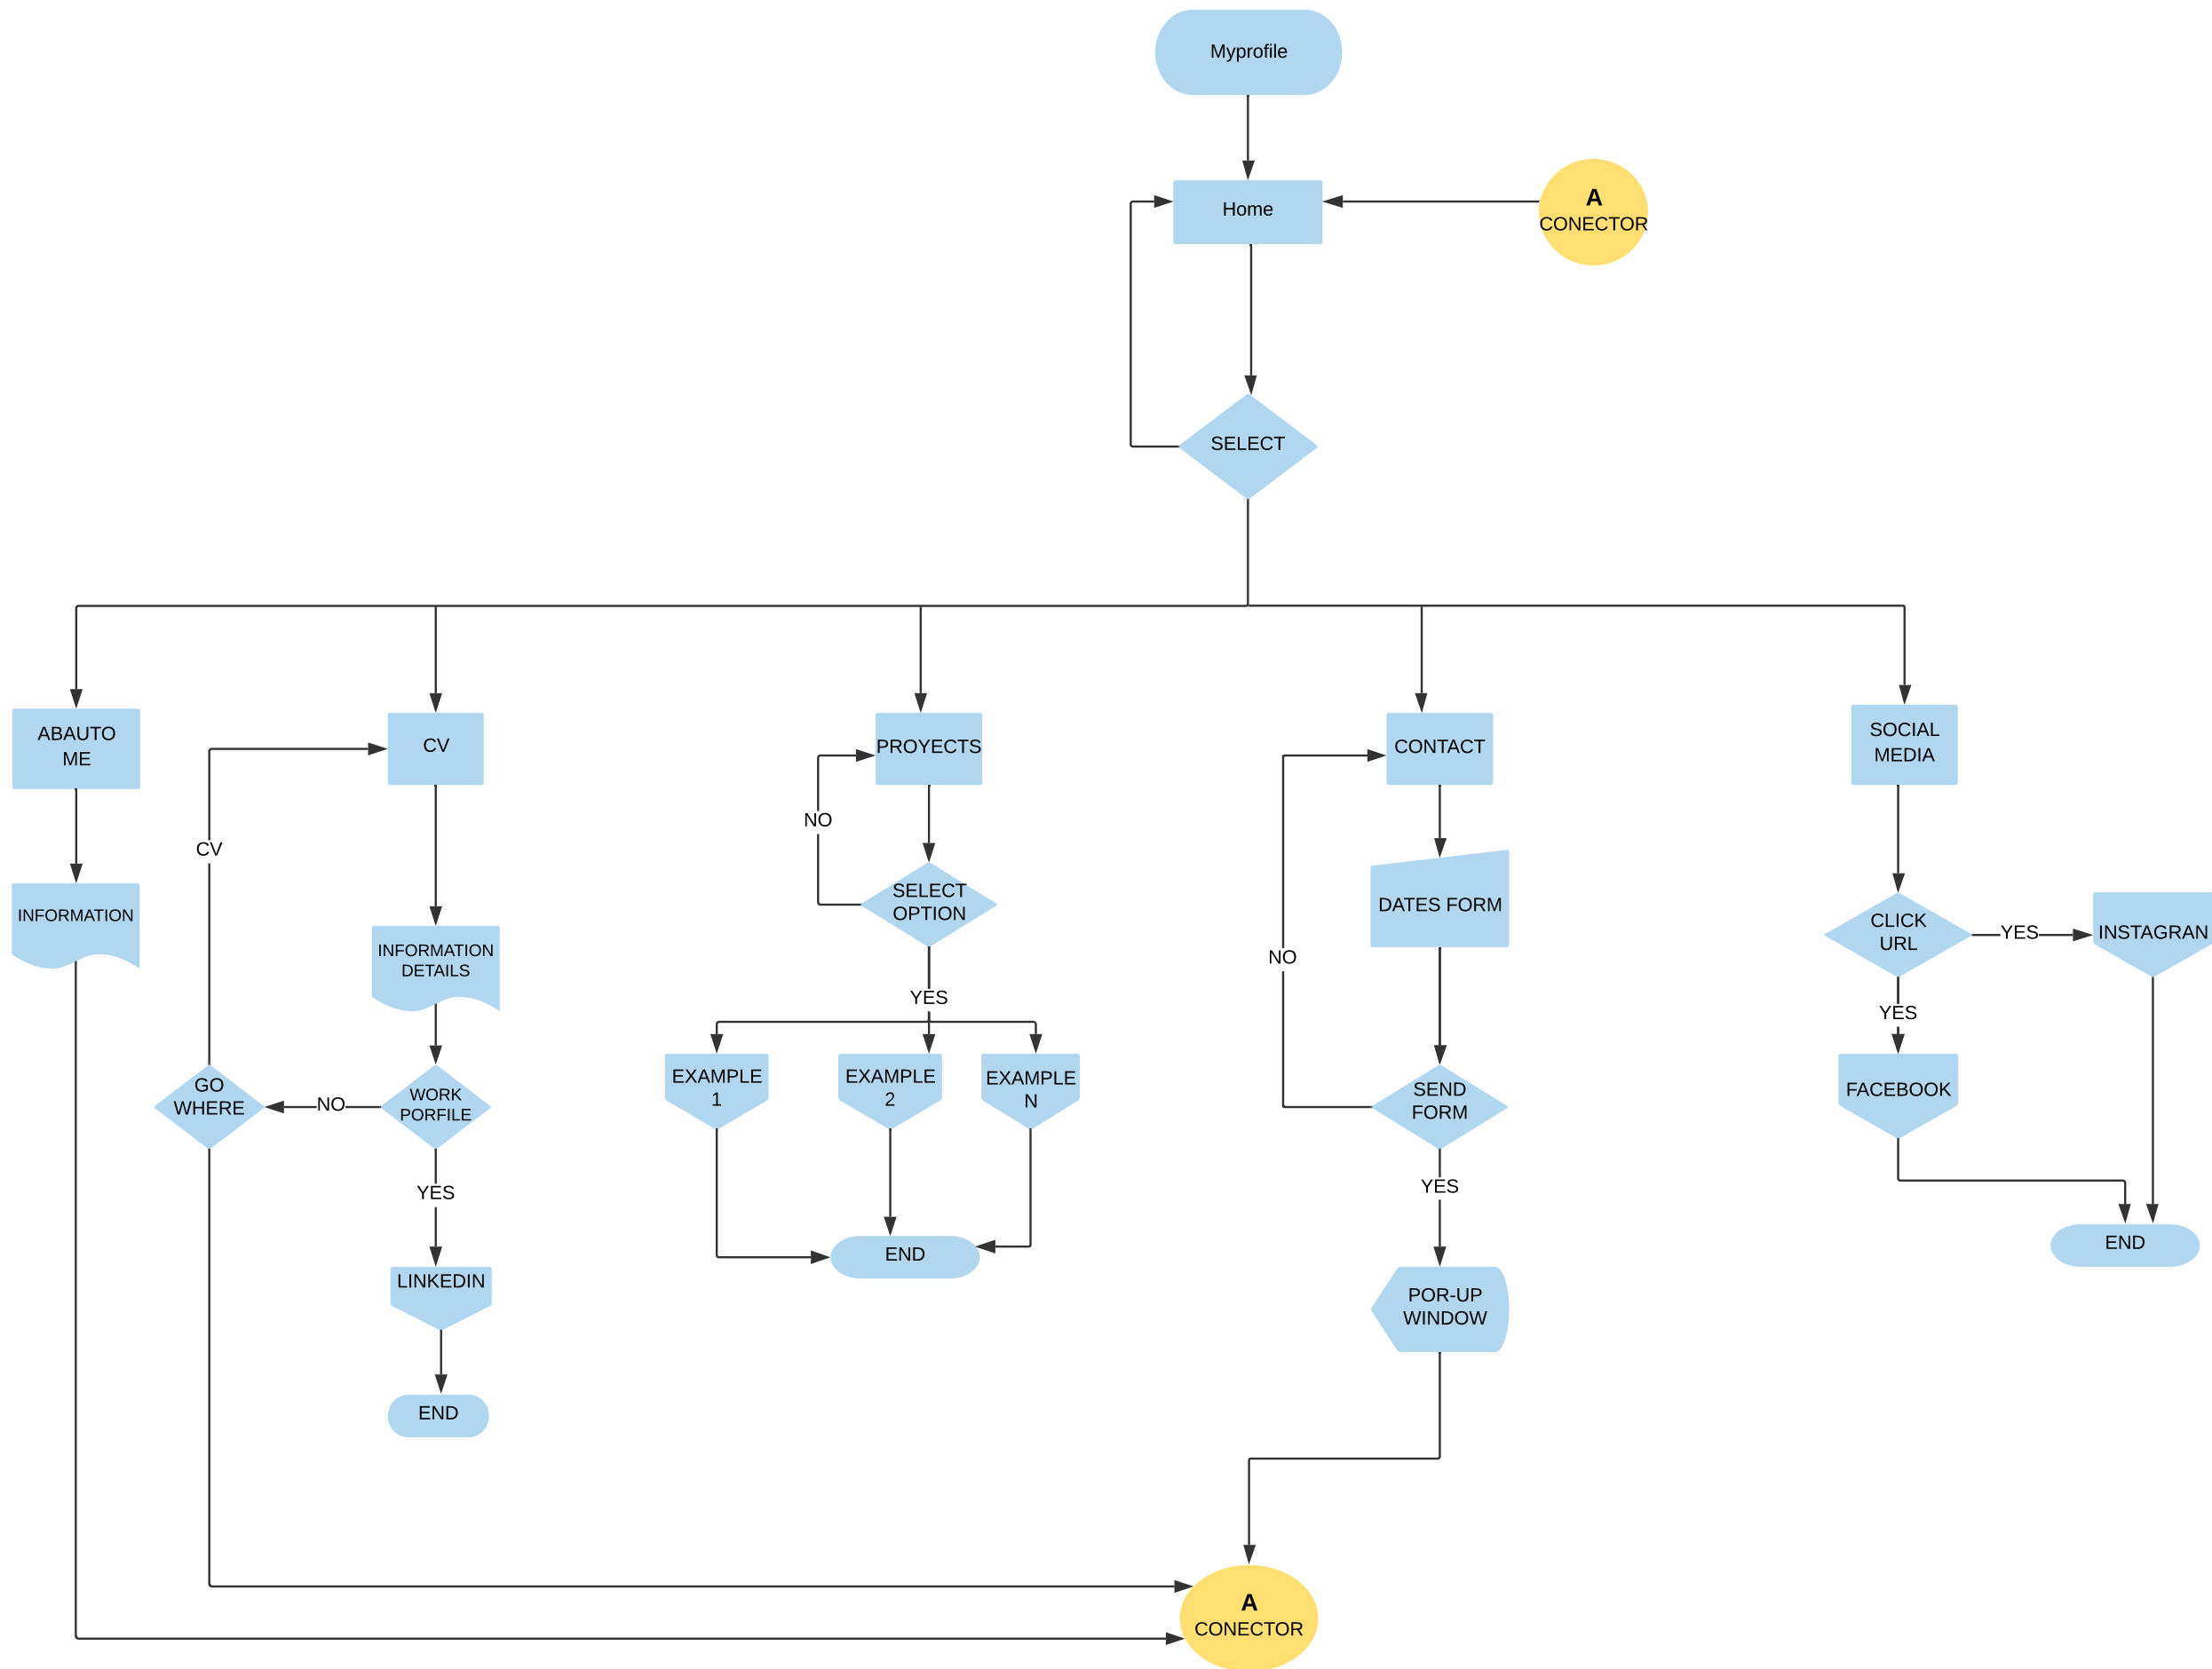 Myprofile
A
CONECTOR
Home
SELECT
ABAUTO
ME
CV
PROYECTS
CONTACT
SOCIAL
MEDIA
CV
NO
INFORMATION
SELECT
OPTION
DATES FORM
CLICK
URL
YES
INSTAGRAN
INFORMATION
DETAILS
NO
YES
YES
GO
WHERE
NO
WORK
PORFILE
EXAMPLE
1
EXAMPLE
2
EXAMPLE
N
SEND
FORM
FACEBOOK
YES
YES
END
END
LINKEDIN
POR-UP
WINDOW
END
A
CONECTOR